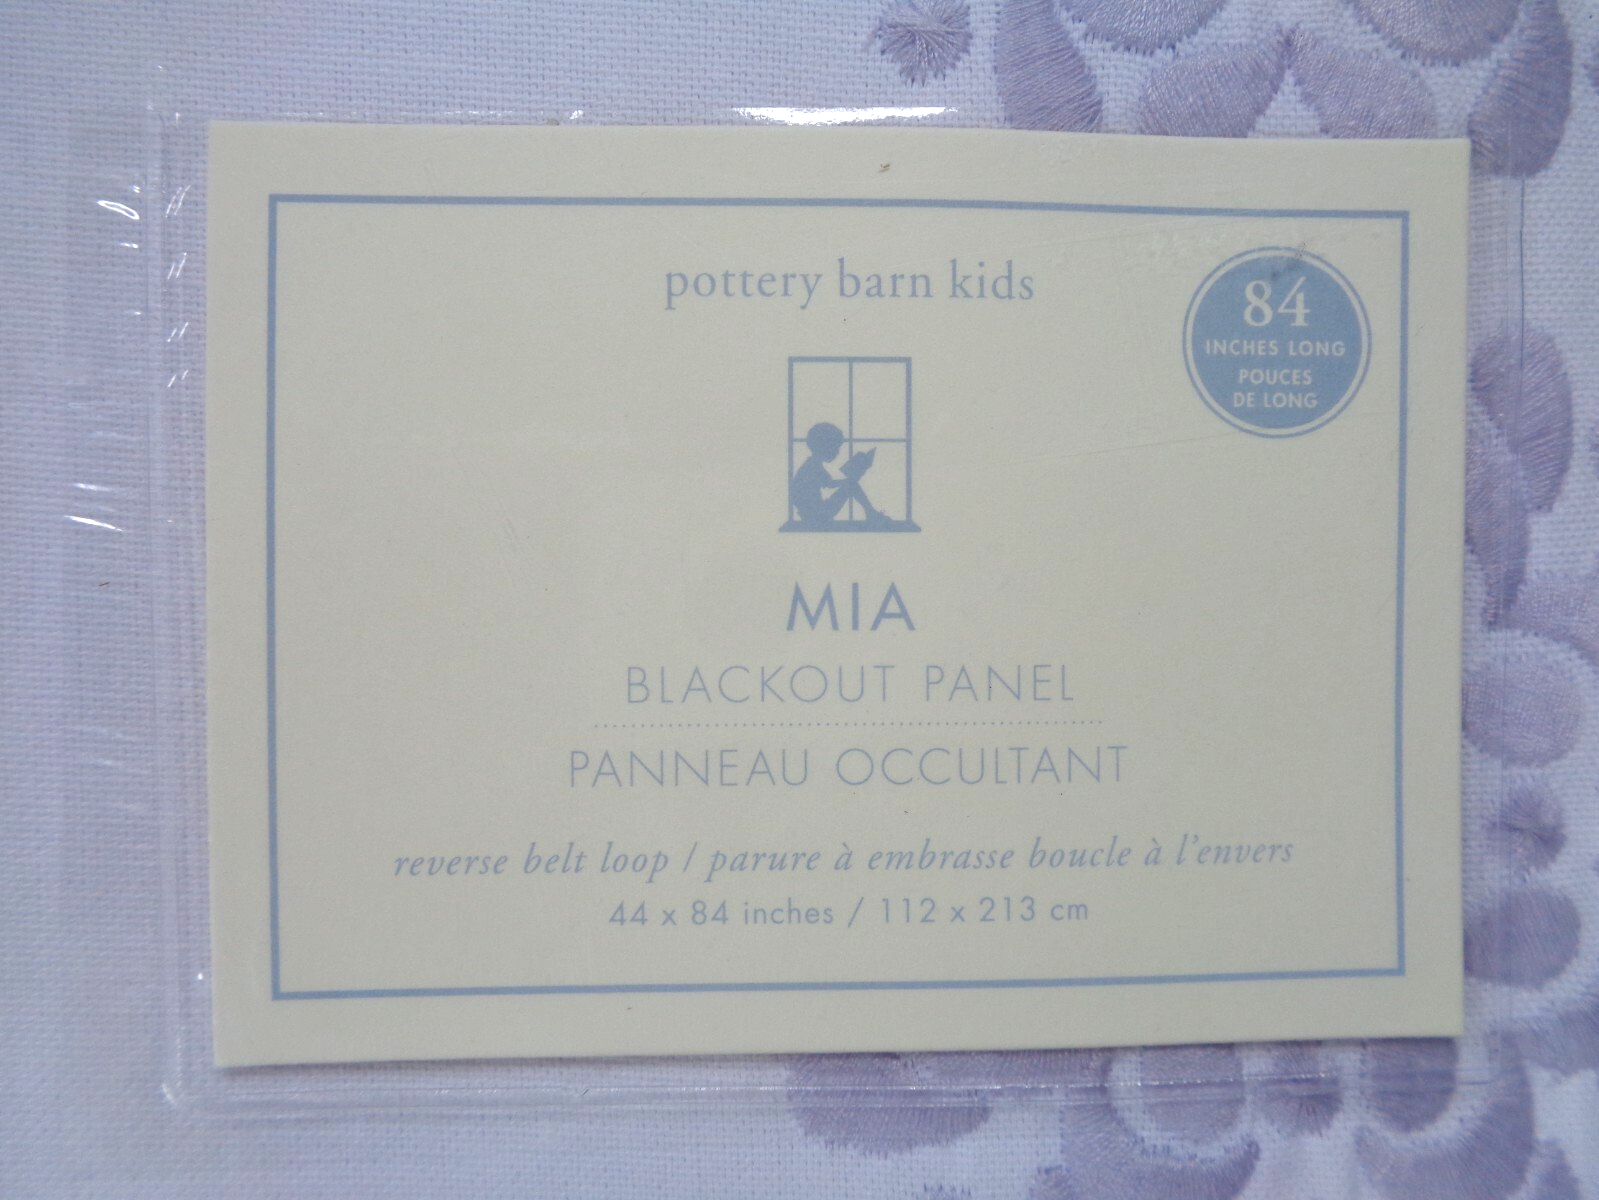 pottery barn kids
84
INCHES LONG
POUCES
DE LONG
MIA
BLACKOUT PANEL
PANNEAU OCCULTANT
reverse belt loop / parure à embrasse boucle à l'envers
44 x 84 inches / 112 x 213 cm